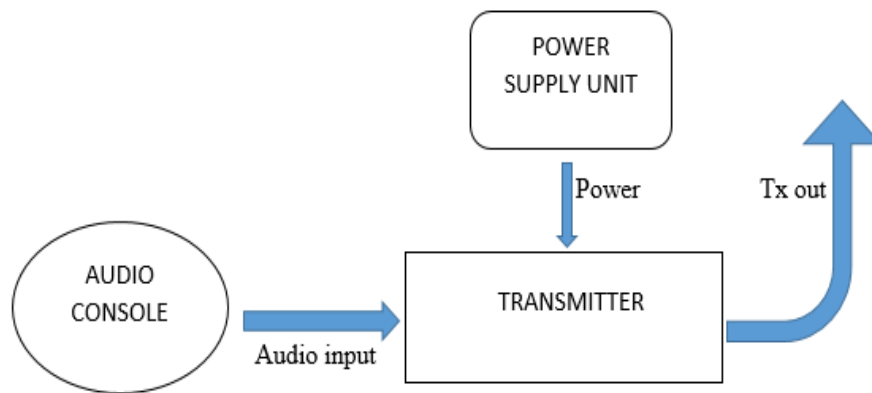 POWER
SUPPLY UNIT
Power
Tx out
AUDIO
CONSOLE
TRANSMITTER
Audio input